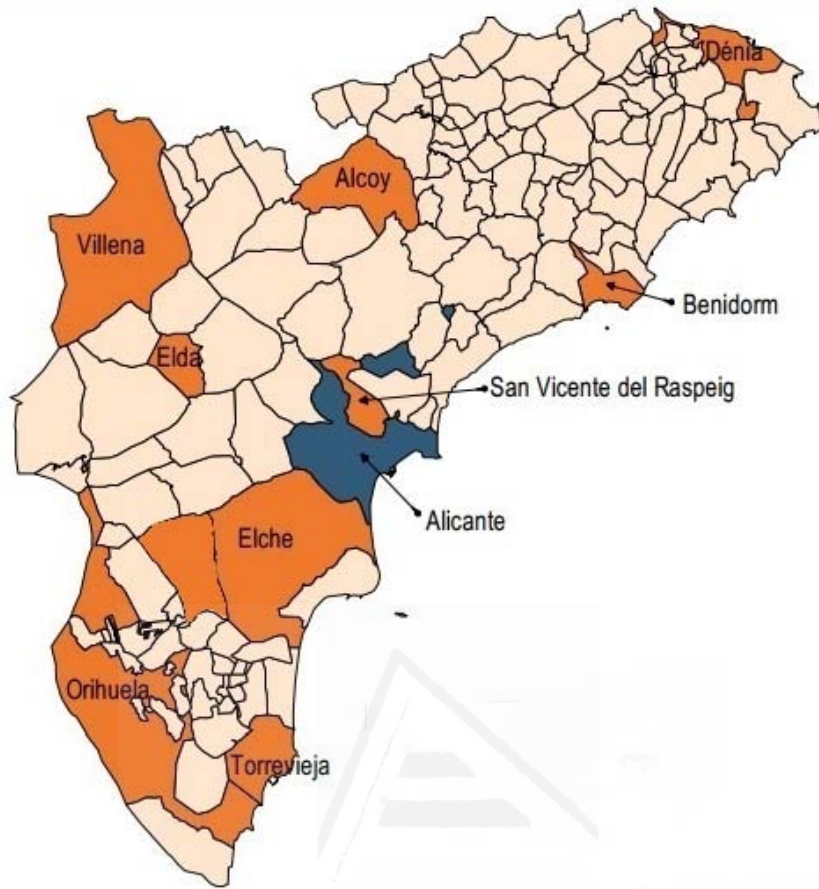 Dénia
Alcoy
Villena
Benidorm
Elda
San Vicente del Raspeig
Alicante
Elche
Orihuela
Torrevieja